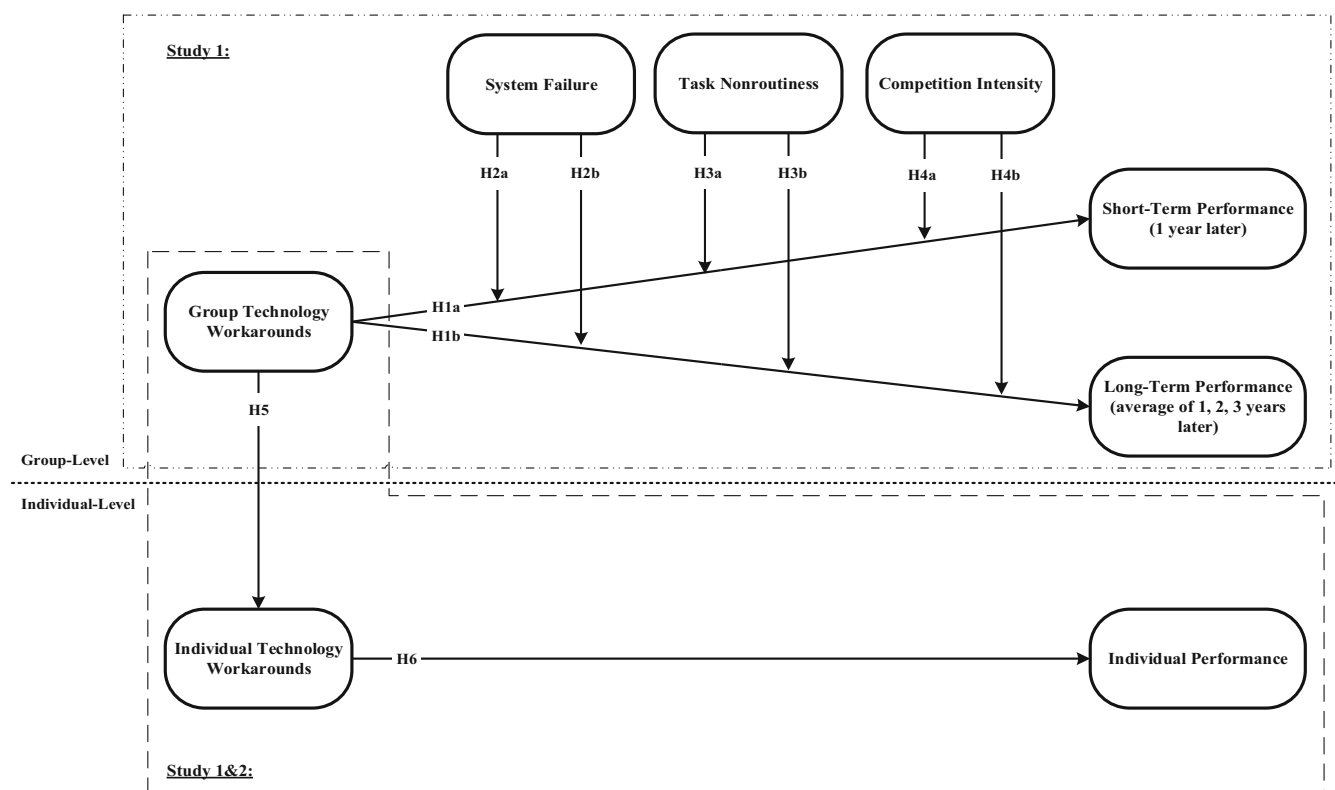 Study 1:
System Failure
Task Nonroutiness
Competition Intensity
H2a
H2b
H3a
H3b
H4a
H4b
Short-Term Performance
(1 year later)
Group Technology
Workarounds
H1a
H1b
Long-Term Performance
(average of 1, 2, 3 years
later)
H5
Group-Level
Individual-Level
Individual Technology
Workarounds
H6
Individual Performance
Study 1&2: